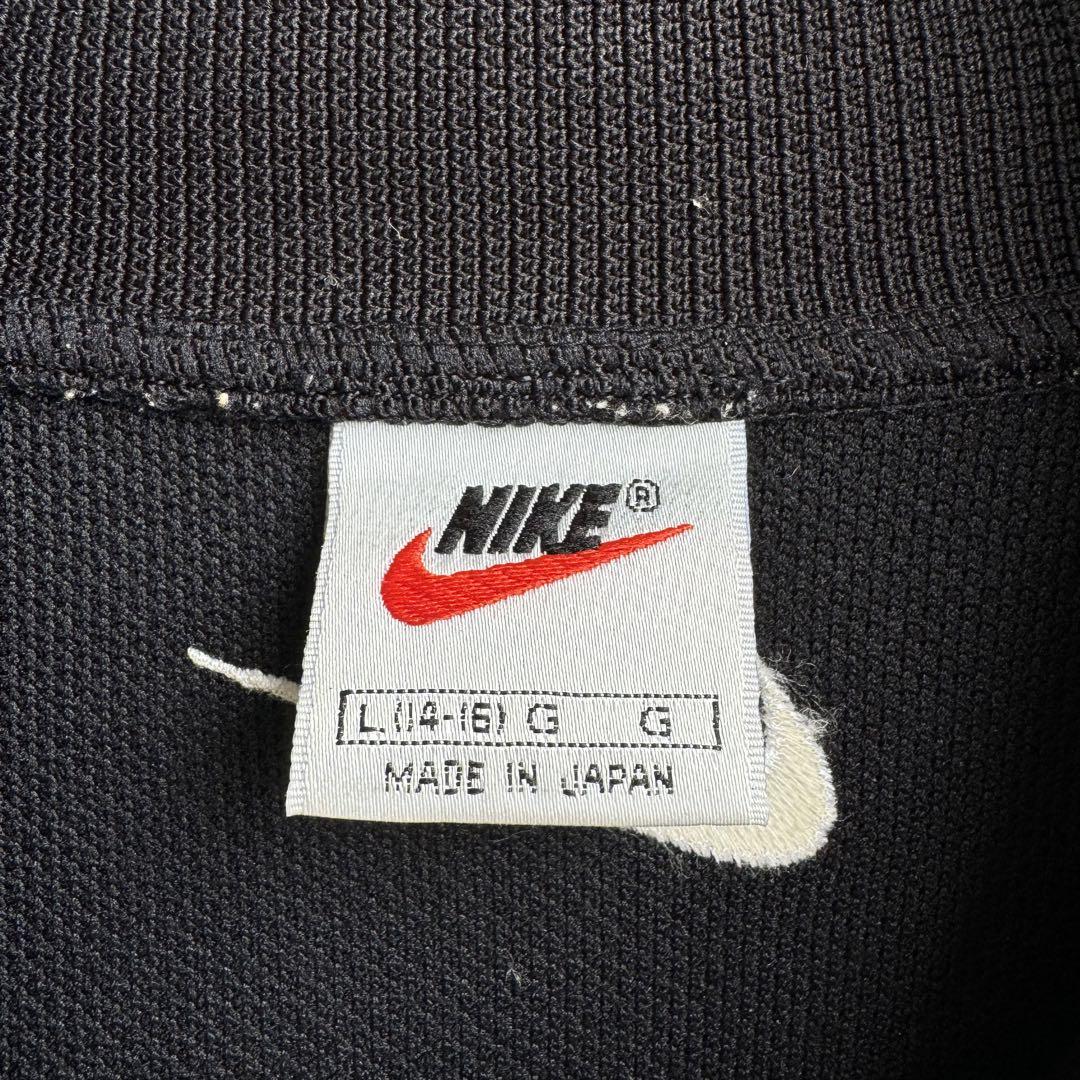 NIKE®
L (14-16) G G
MADE IN JAPAN